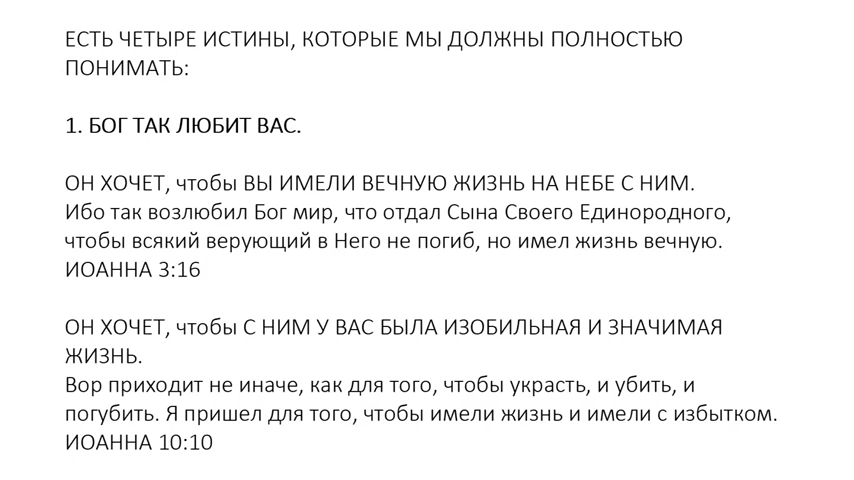 ЕСТЬ ЧЕТЫРЕ ИСТИНЫ, КОТОРЫЕ МЫ ДОЛЖНЫ ПОЛНОСТЬЮ
ПОНИМАТЬ:
1. БОГ ТАК ЛЮБИТ ВАС.
ОН ХОЧЕТ, чтобы ВЫ ИМЕЛИ ВЕЧНУЮ ЖИЗНЬ НА НЕБЕ С НИМ.
Ибо так возлюбил Бог мир, что отдал Сына Своего Единородного,
чтобы всякий верующий в Него не погиб, но имел жизнь вечную.
ИОАННА 3:16
ОН ХОЧЕТ, чтобы С НИМ У ВАС БЫЛА ИЗОБИЛЬНАЯ И ЗНАЧИМАЯ
ЖИЗНЬ.
Вор приходит не иначе, как для того, чтобы украсть, и убить, и
погубить. Я пришел для того, чтобы имели жизнь и имели с избытком.
ИОАННА 10:10